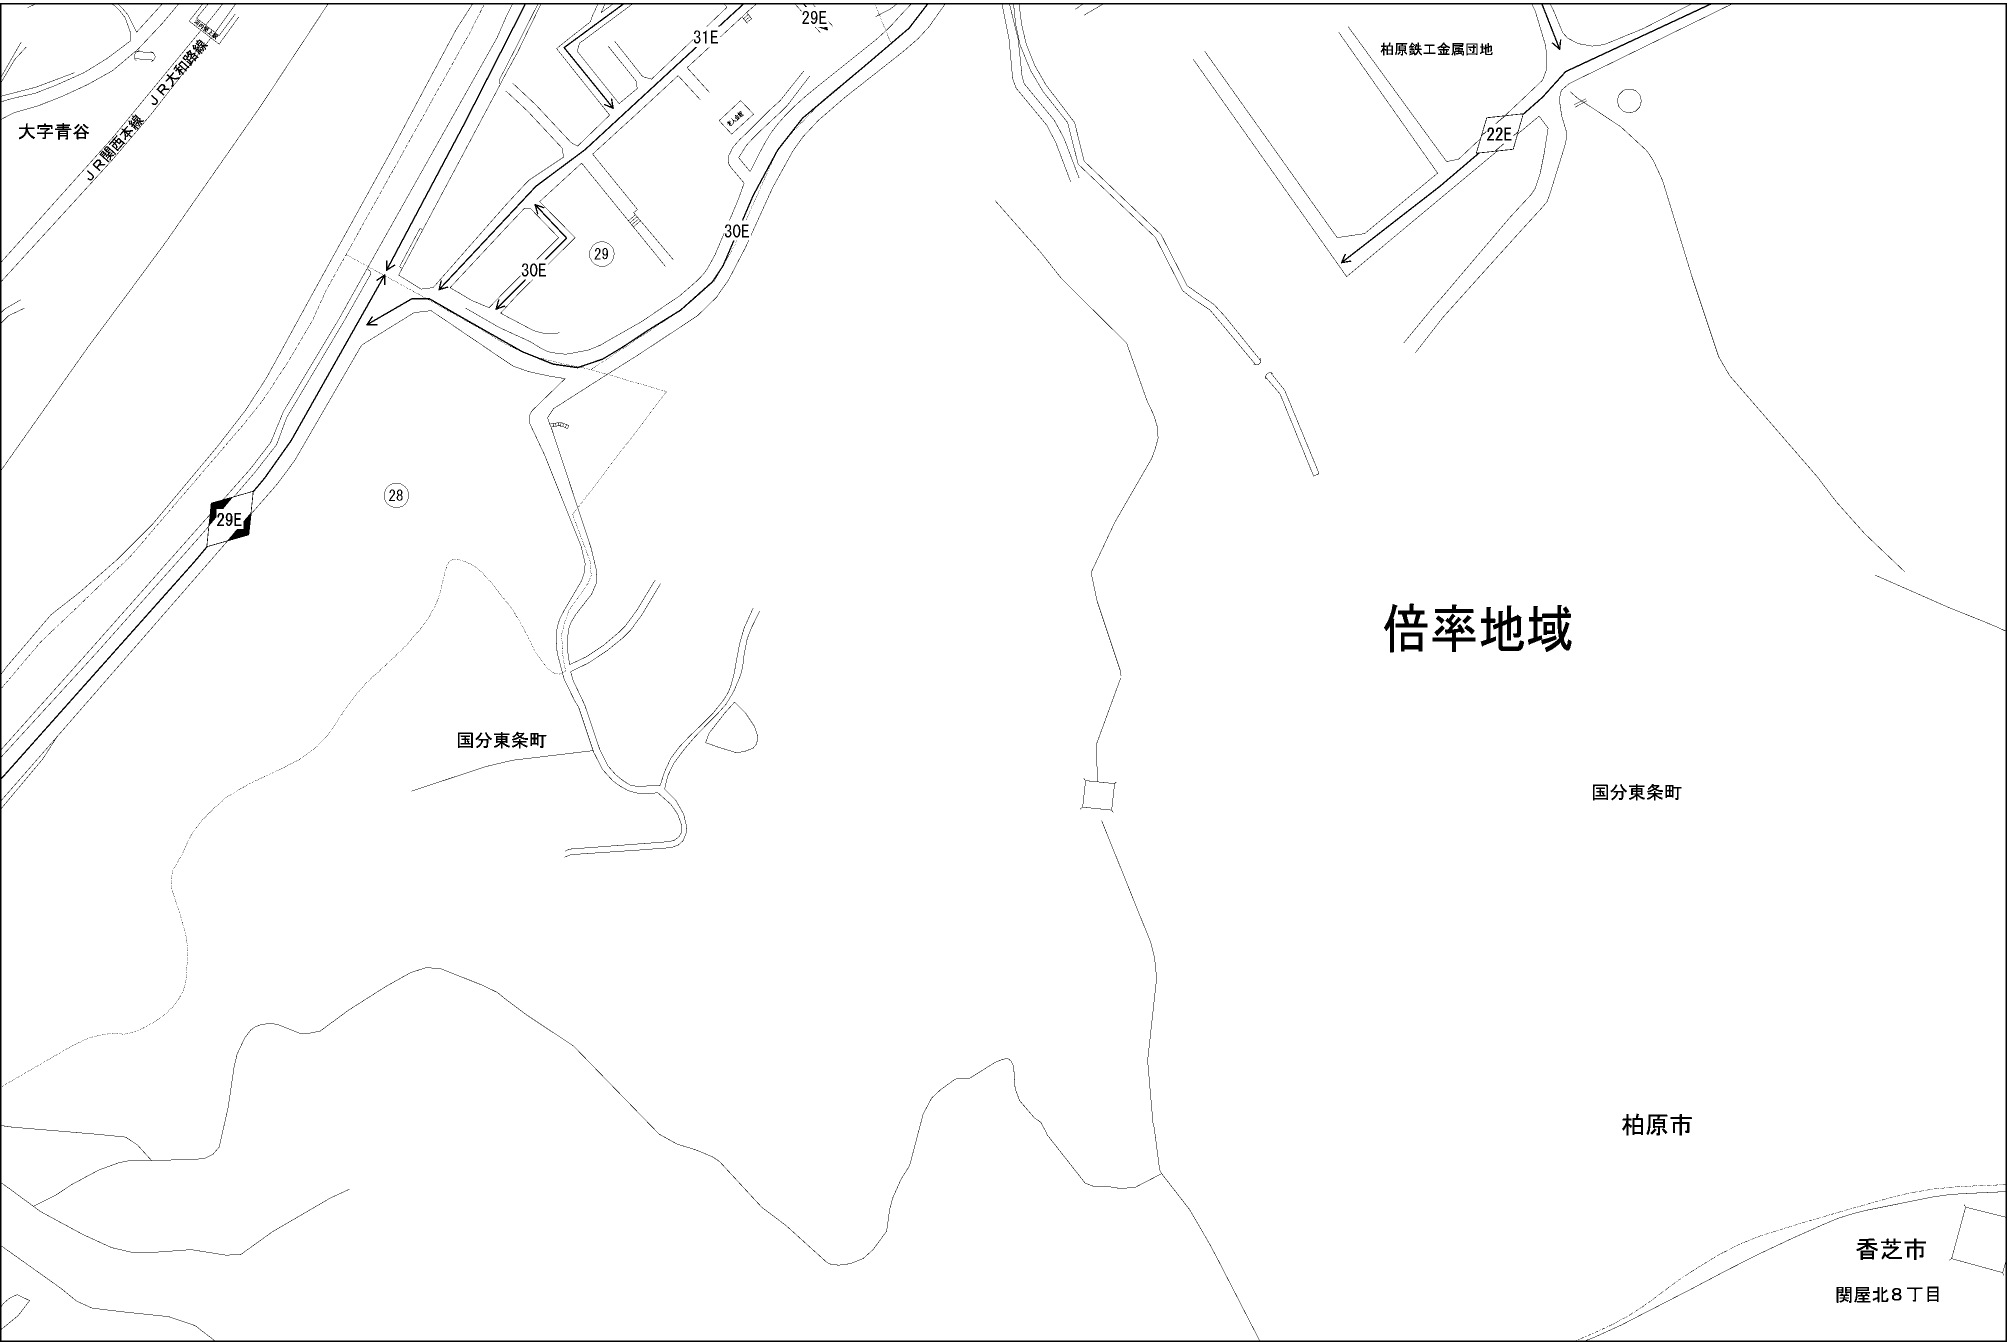 29E
31E
柏原鉄工金属団地
JR大和路線
JR関西本線
大字青谷
22E
30E
29
30E
28
29E
倍率地域
国分東条町
国分東条町
柏原市
香芝市
関屋北8丁目